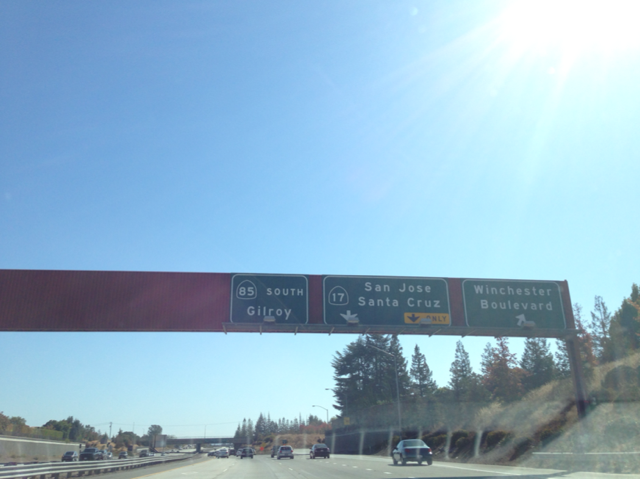 85 SOUTH
Gilroy
17
San Jose
Santa Cruz
ONLY
Winchester
Boulevard